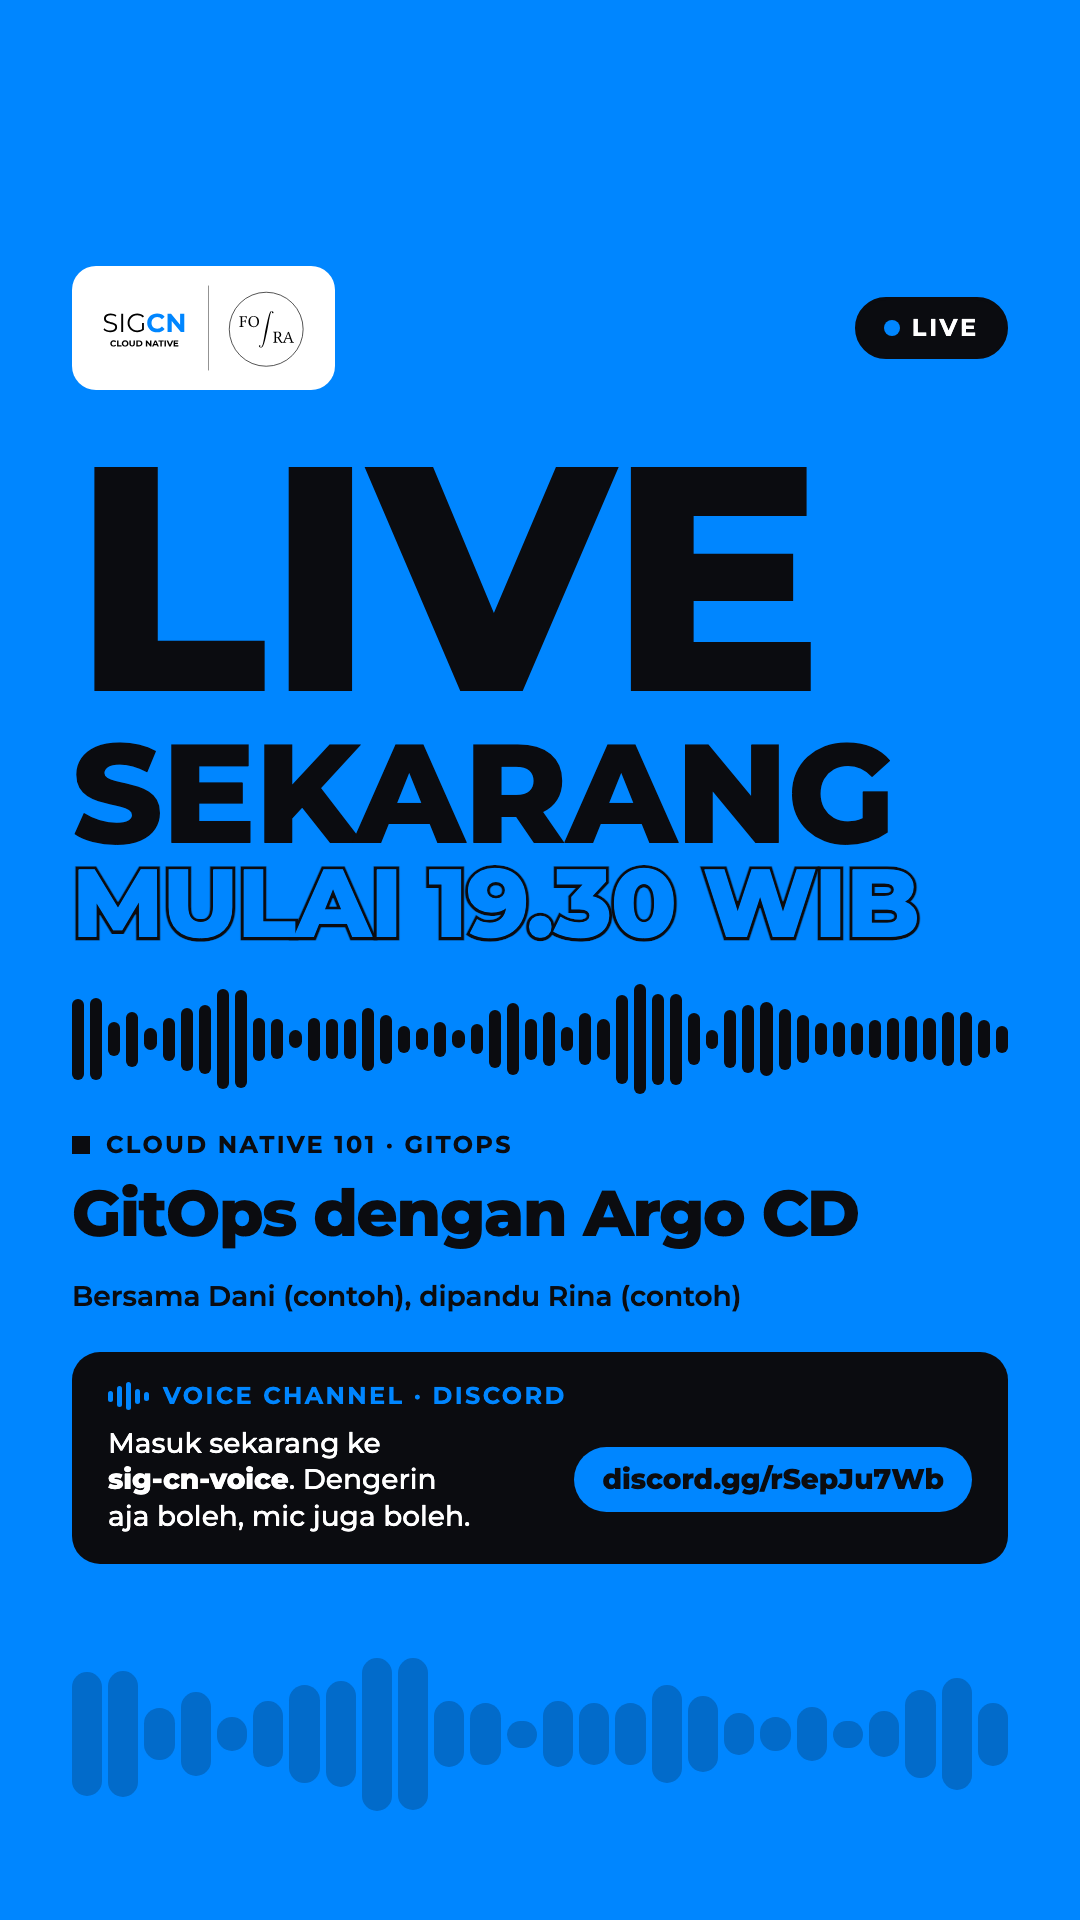 SIGCN
CLOUD NATIVE
FO
RA
LIVE
LIVE
SEKARANG
MULAI 19.30 WIB
CLOUD NATIVE 101 · GITOPS
GitOps dengan Argo CD
Bersama Dani (contoh), dipandu Rina (contoh)
VOICE CHANNEL · DISCORD
Masuk sekarang ke
sig-cn-voice. Dengerin
aja boleh, mic juga boleh.
discord.gg/rSepJu7Wb